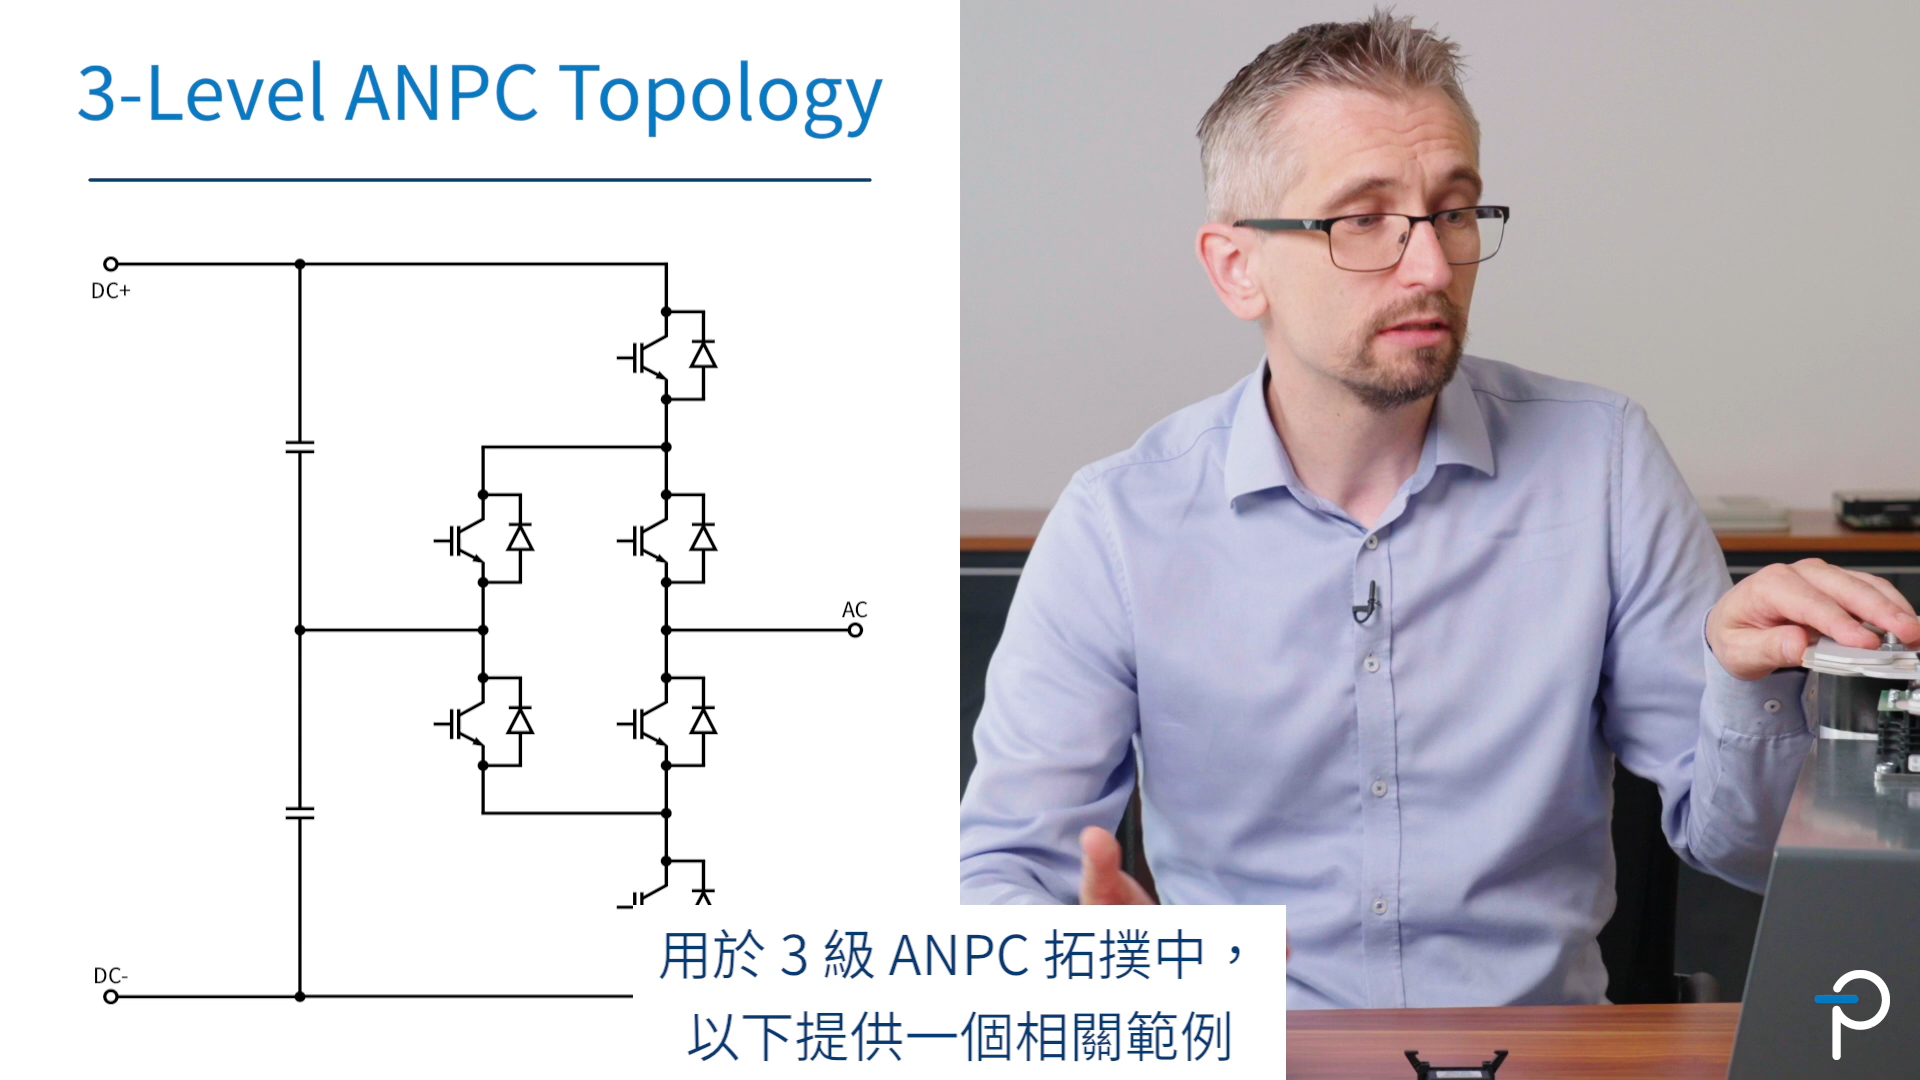 3-Level ANPC Topology
DC+
AC
DC-
用於 3 級 ANPC 拓撲中，
以下提供一個相關範例